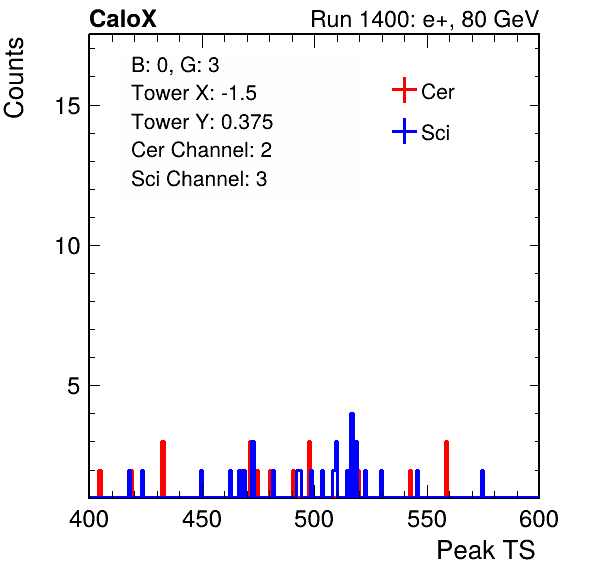 CaloX Run 1400: e+, 80 GeV
Counts
B: 0, G: 3
Tower X: -1.5
Tower Y: 0.375
Cer Channel: 2
Sci Channel: 3
Cer
Sci
15
10
5
400 450 500 550 600
Peak TS